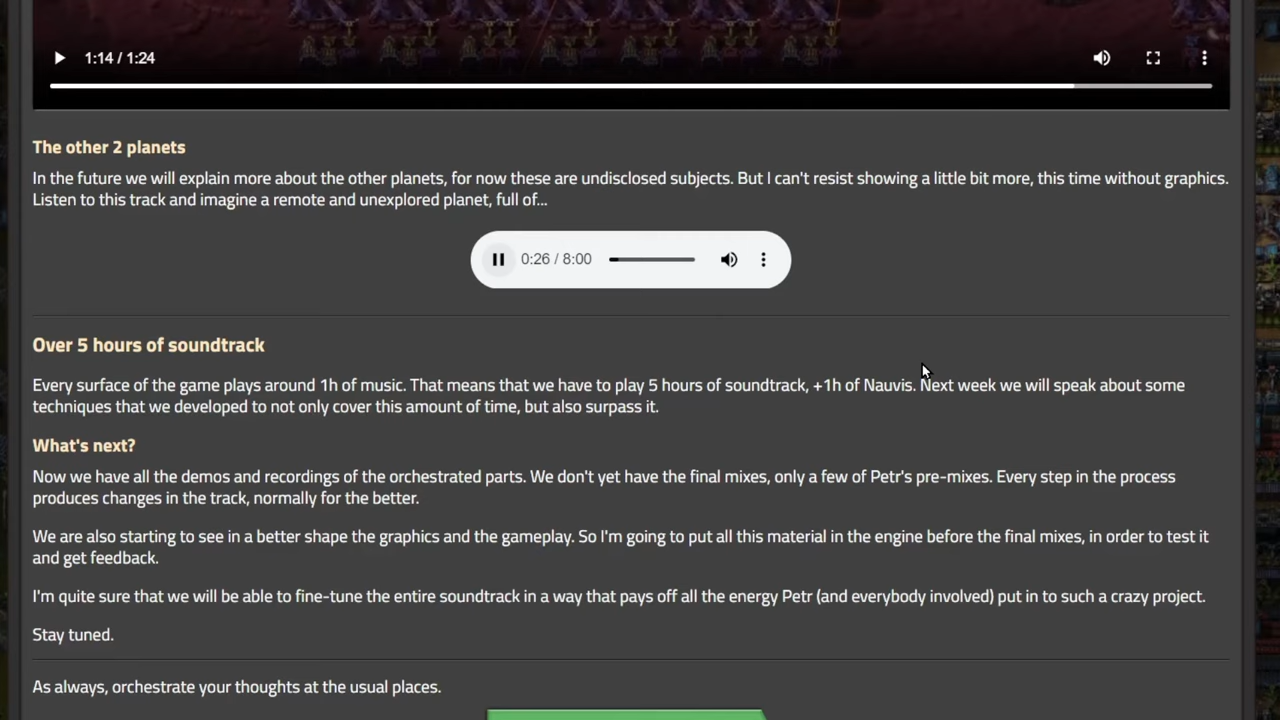 1:14 / 1:24
The other 2 planets
In the future we will explain more about the other planets, for now these are undisclosed subjects. But I can't resist showing a little bit more, this time without graphics.
Listen to this track and imagine a remote and unexplored planet, full of...
0:26 / 8:00
Over 5 hours of soundtrack
Every surface of the game plays around 1h of music. That means that we have to play 5 hours of soundtrack, +1h of Nauvis. Next week we will speak about some
techniques that we developed to not only cover this amount of time, but also surpass it.
What's next?
Now we have all the demos and recordings of the orchestrated parts. We don't yet have the final mixes, only a few of Petr's pre-mixes. Every step in the process
produces changes in the track, normally for the better.
We are also starting to see in a better shape the graphics and the gameplay. So I'm going to put all this material in the engine before the final mixes, in order to test it
and get feedback.
I'm quite sure that we will be able to fine-tune the entire soundtrack in a way that pays off all the energy Petr (and everybody involved) put in to such a crazy project.
Stay tuned.
As always, orchestrate your thoughts at the usual places.